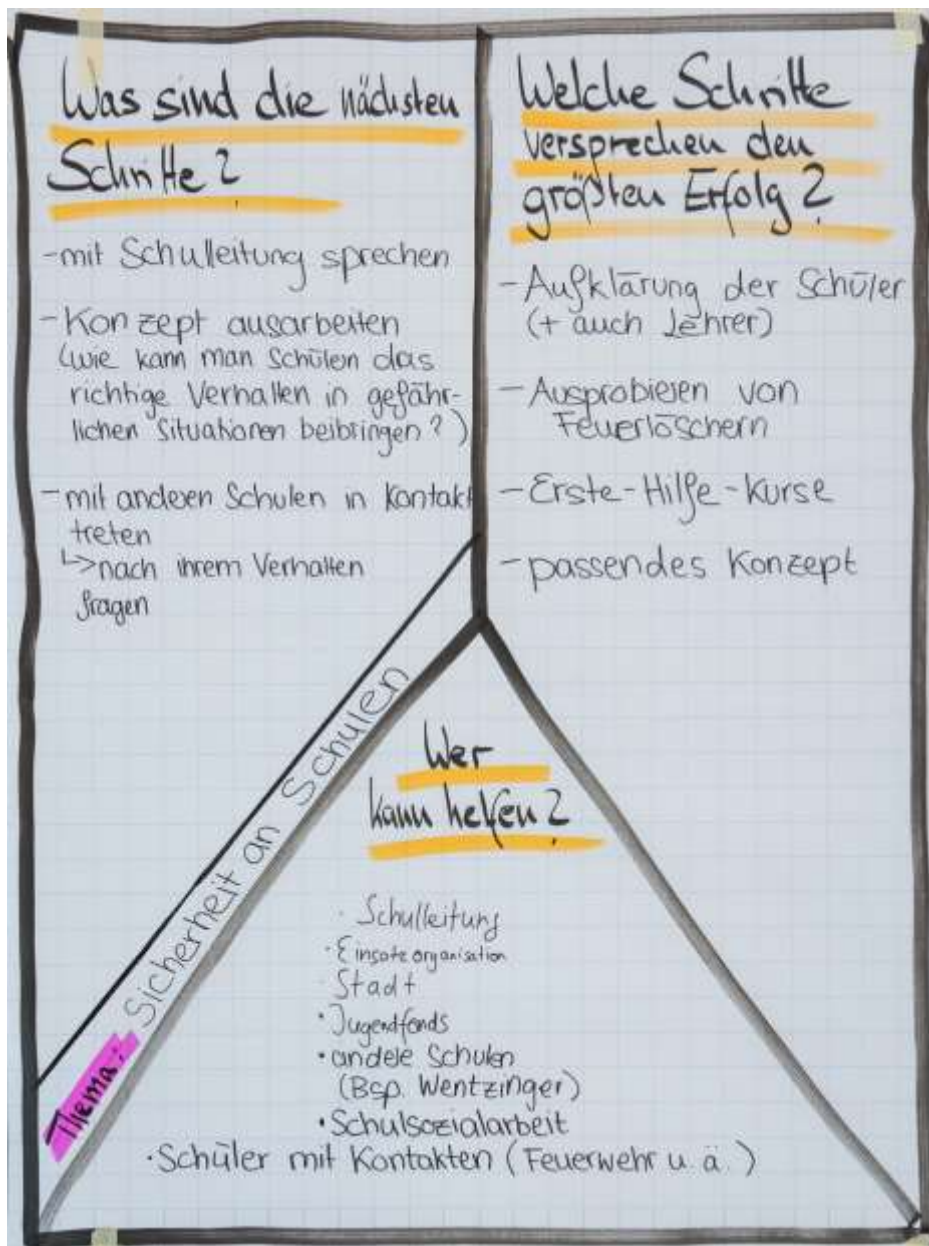 Was sind die nächsten
Schritte?
-mit Schulleitung sprechen
-Konzept ausarbeiten
(wie kann man Schülern das
richtige Verhalten in gefähr-
lichen Situationen beibringen?)
-mit anderen Schulen in Kontakt
treten
↳nach ihrem Verhalten
fragen
Welche Schritte
versprechen den
größten Erfolg?
-Aufklärung der Schüler
(+ auch Lehrer)
-Ausprobieren von
Feuerlöschern
-Erste-Hilfe-Kurse
-passendes Konzept
Thema: Sicherheit an Schulen
Wer
kann helfen?
· Schulleitung
· Einsatzorganisation
· Stadt
· Jugendfonds
· andere Schulen
(Bsp. Wentzinger)
· Schulsozialarbeit
· Schüler mit Kontakten (Feuerwehr u. ä.)